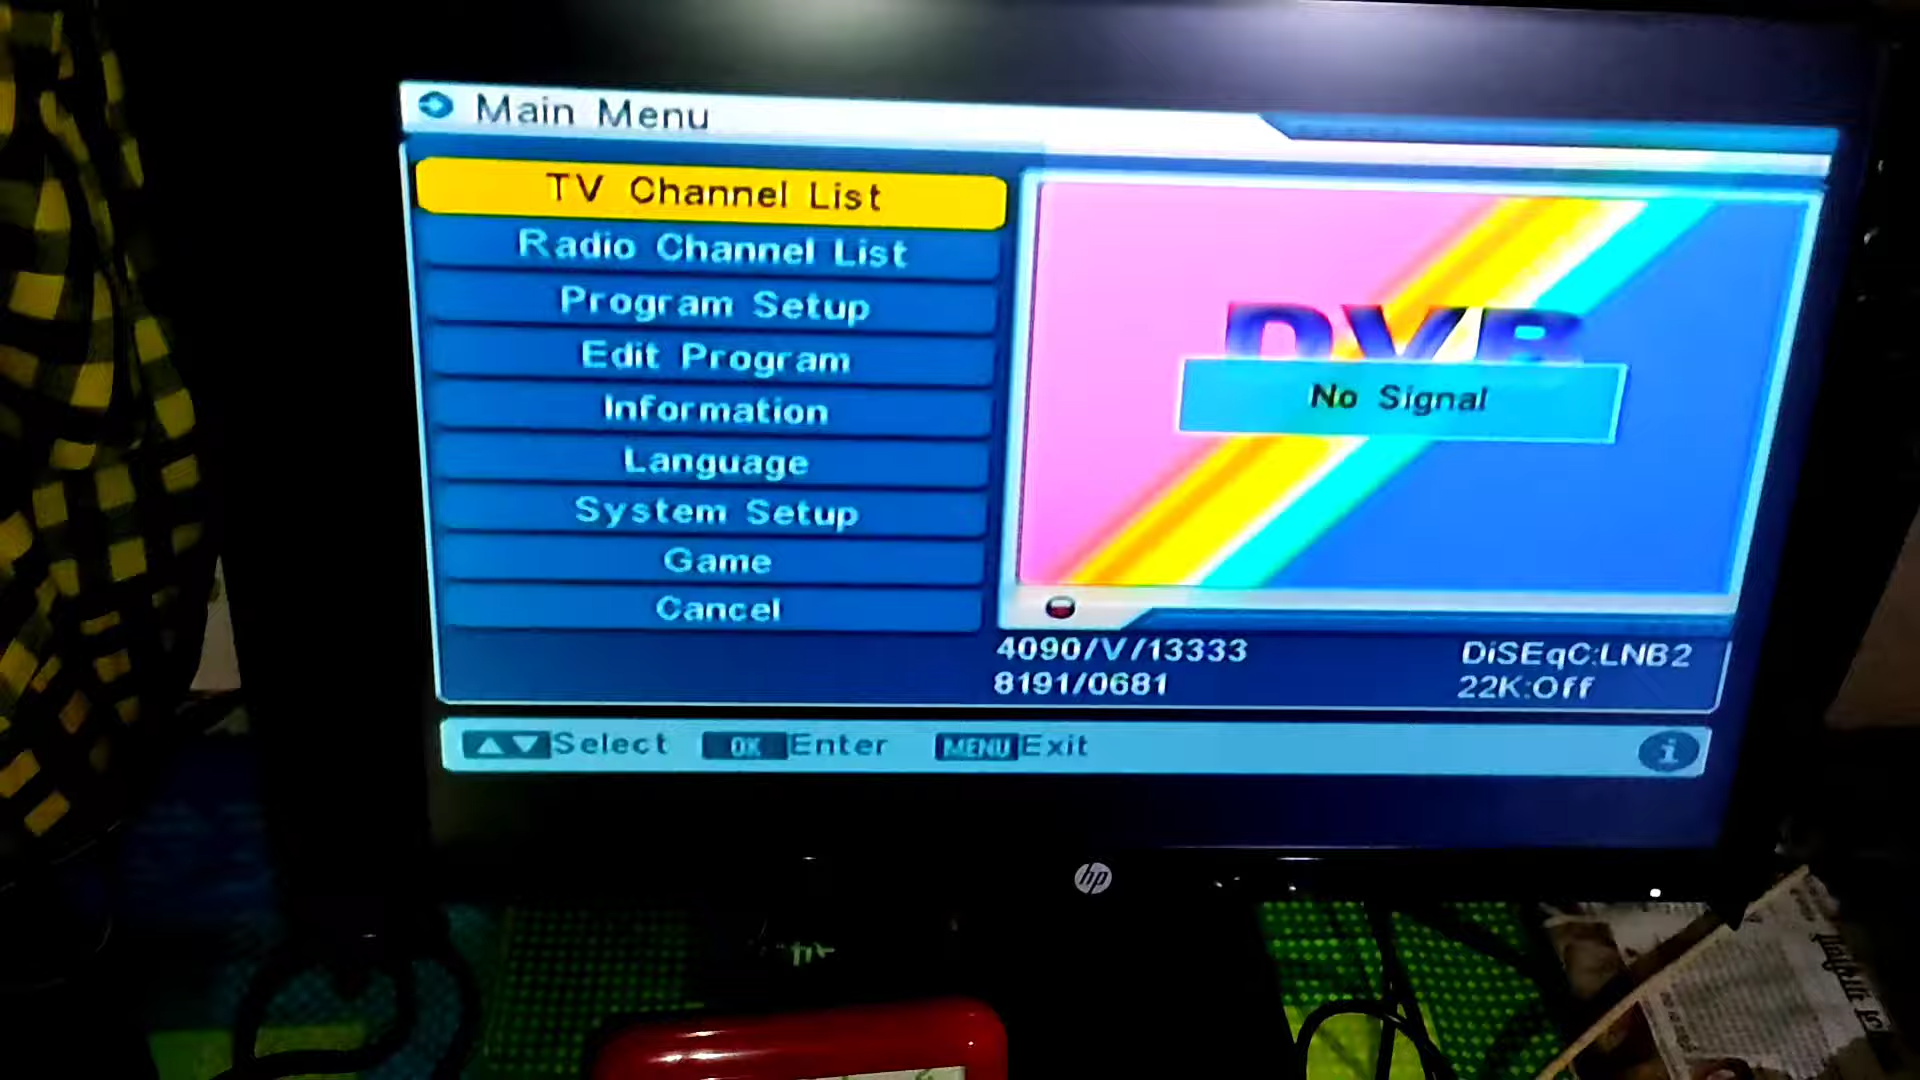 Main Menu
TV Channel List
Radio Channel List
Program Setup
Edit Program
Information
Language
System Setup
Game
Cancel
DVB
No Signal
4090/V/13333
8191/0681
DiSEqC:LNB2
22K:Off
Select OK Enter MENU Exit i
hp